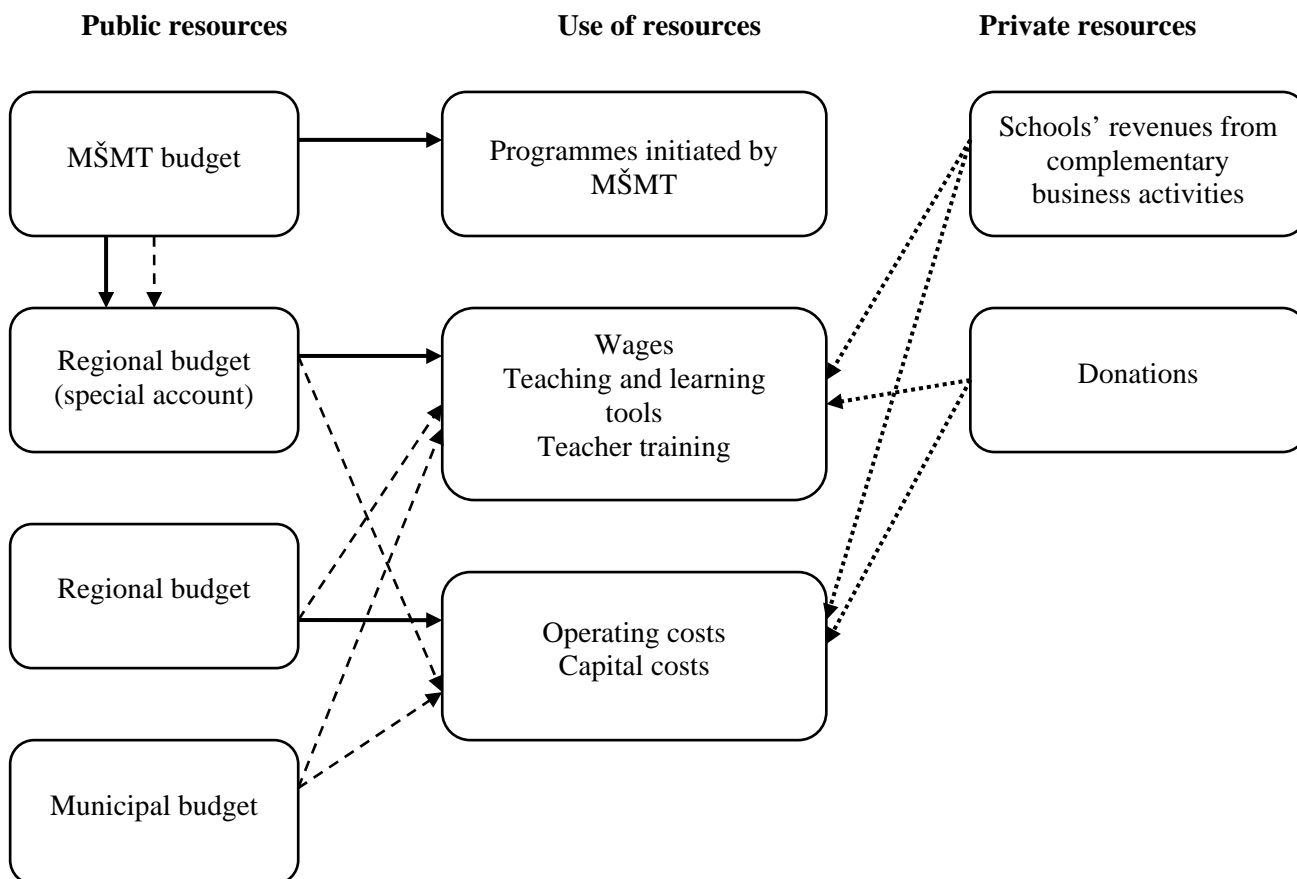 Public resources
Use of resources
Private resources
MŠMT budget
Programmes initiated by
MŠMT
Schools’ revenues from
complementary
business activities
Regional budget
(special account)
Wages
Teaching and learning
tools
Teacher training
Donations
Regional budget
Operating costs
Capital costs
Municipal budget